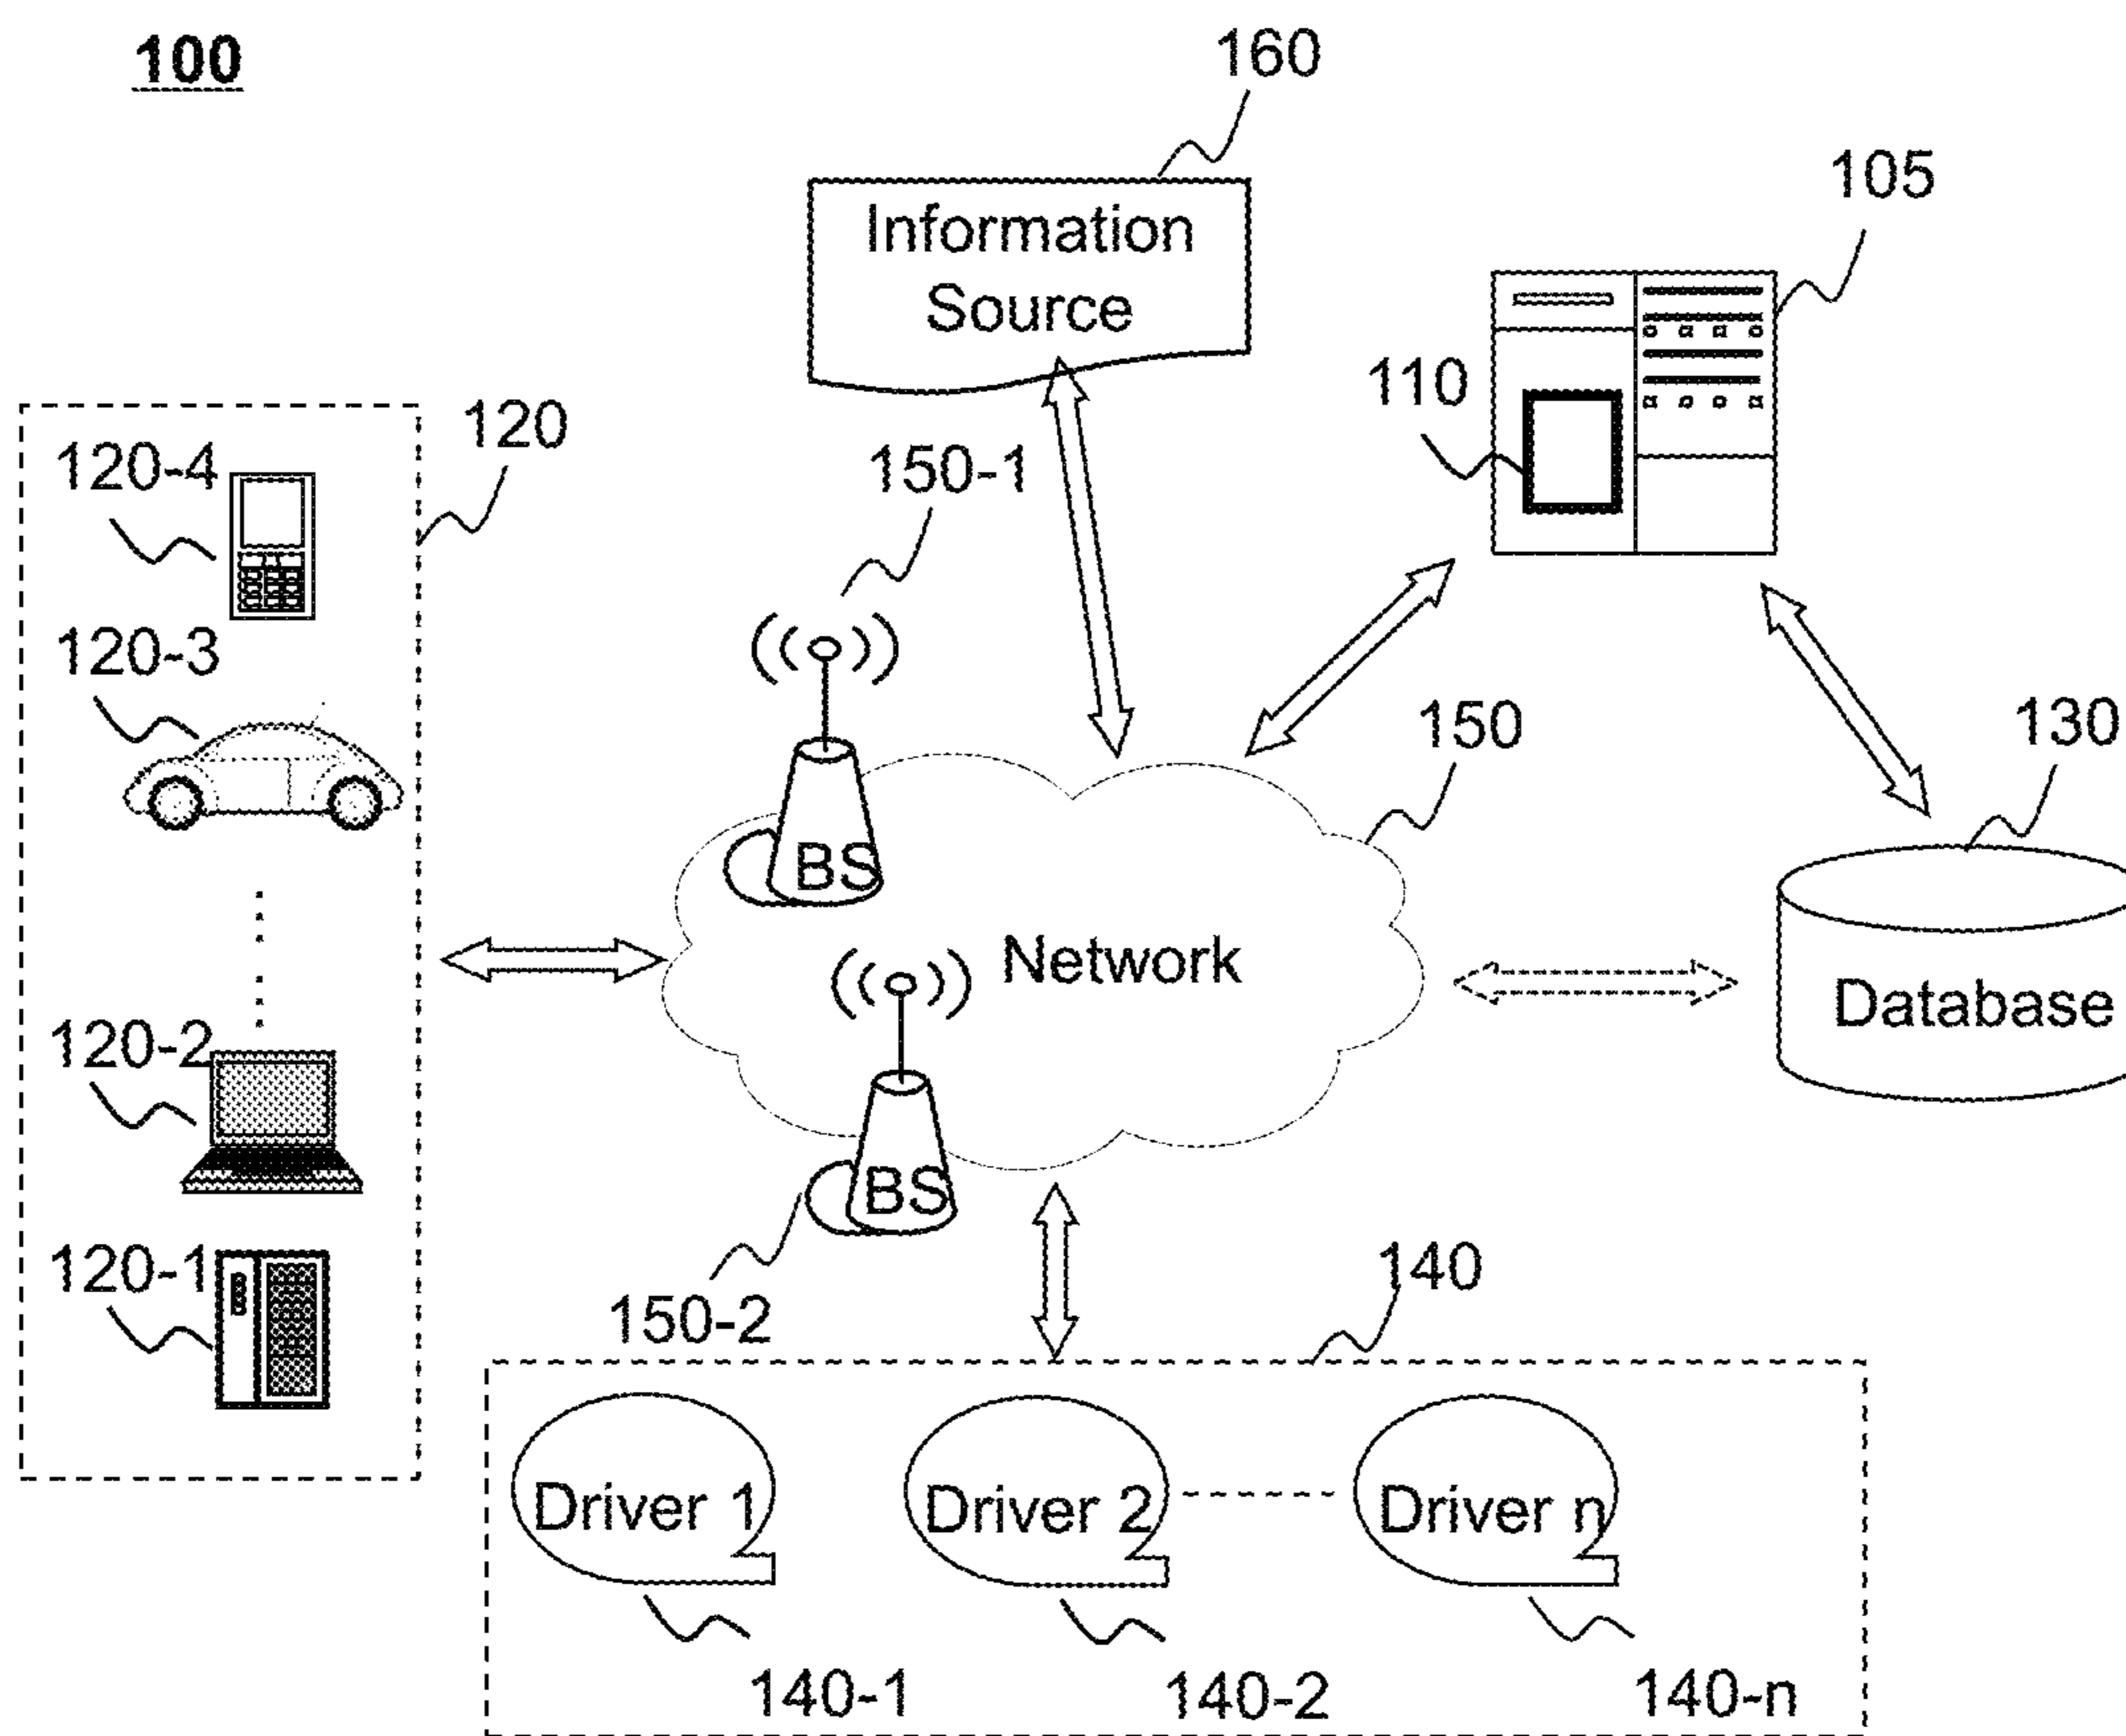 100
160
Information
Source
105
110
120
120-4
150-1
120-3
150
130
BS
Network
Database
120-2
BS
120-1
150-2
140
Driver 1
Driver 2
Driver n
140-1
140-2
140-n